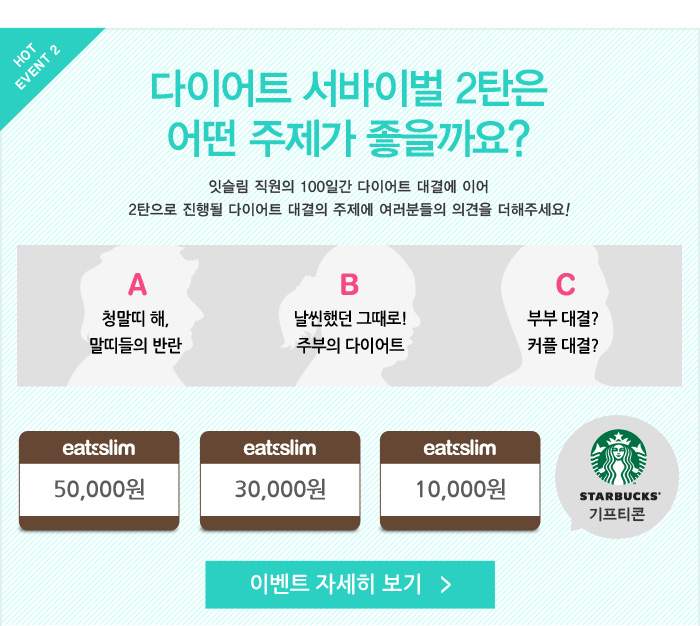 HOT
EVENT 2
다이어트 서바이벌 2탄은
어떤 주제가 좋을까요?
잇슬림 직원의 100일간 다이어트 대결에 이어
2탄으로 진행될 다이어트 대결의 주제에 여러분들의 의견을 더해주세요!
A
청말띠 해,
말띠들의 반란
B
날씬했던 그때로!
주부의 다이어트
C
부부 대결?
커플 대결?
eatsslim
50,000원
eatsslim
30,000원
eatsslim
10,000원
STARBUCKS
기프티콘
이벤트 자세히 보기 >